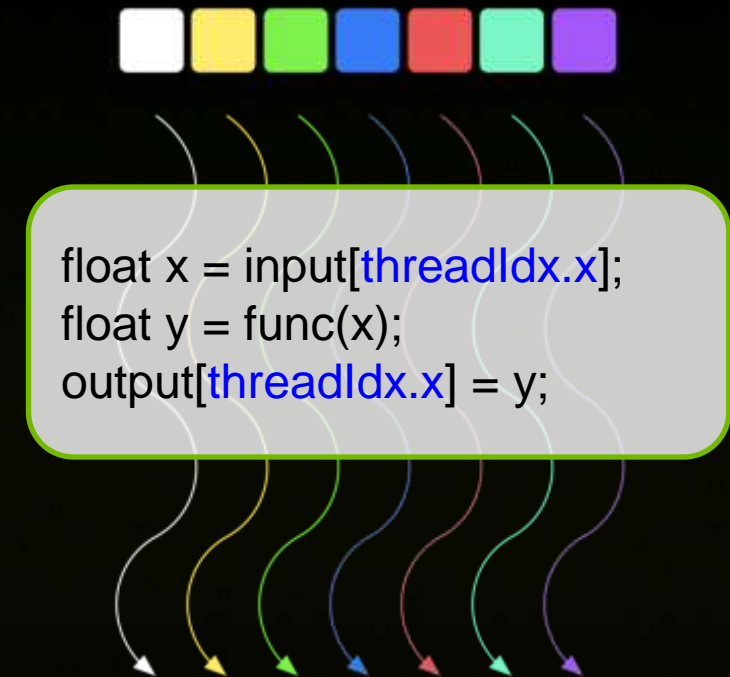 float x = input[threadIdx.x];
float y = func(x);
output[threadIdx.x] = y;